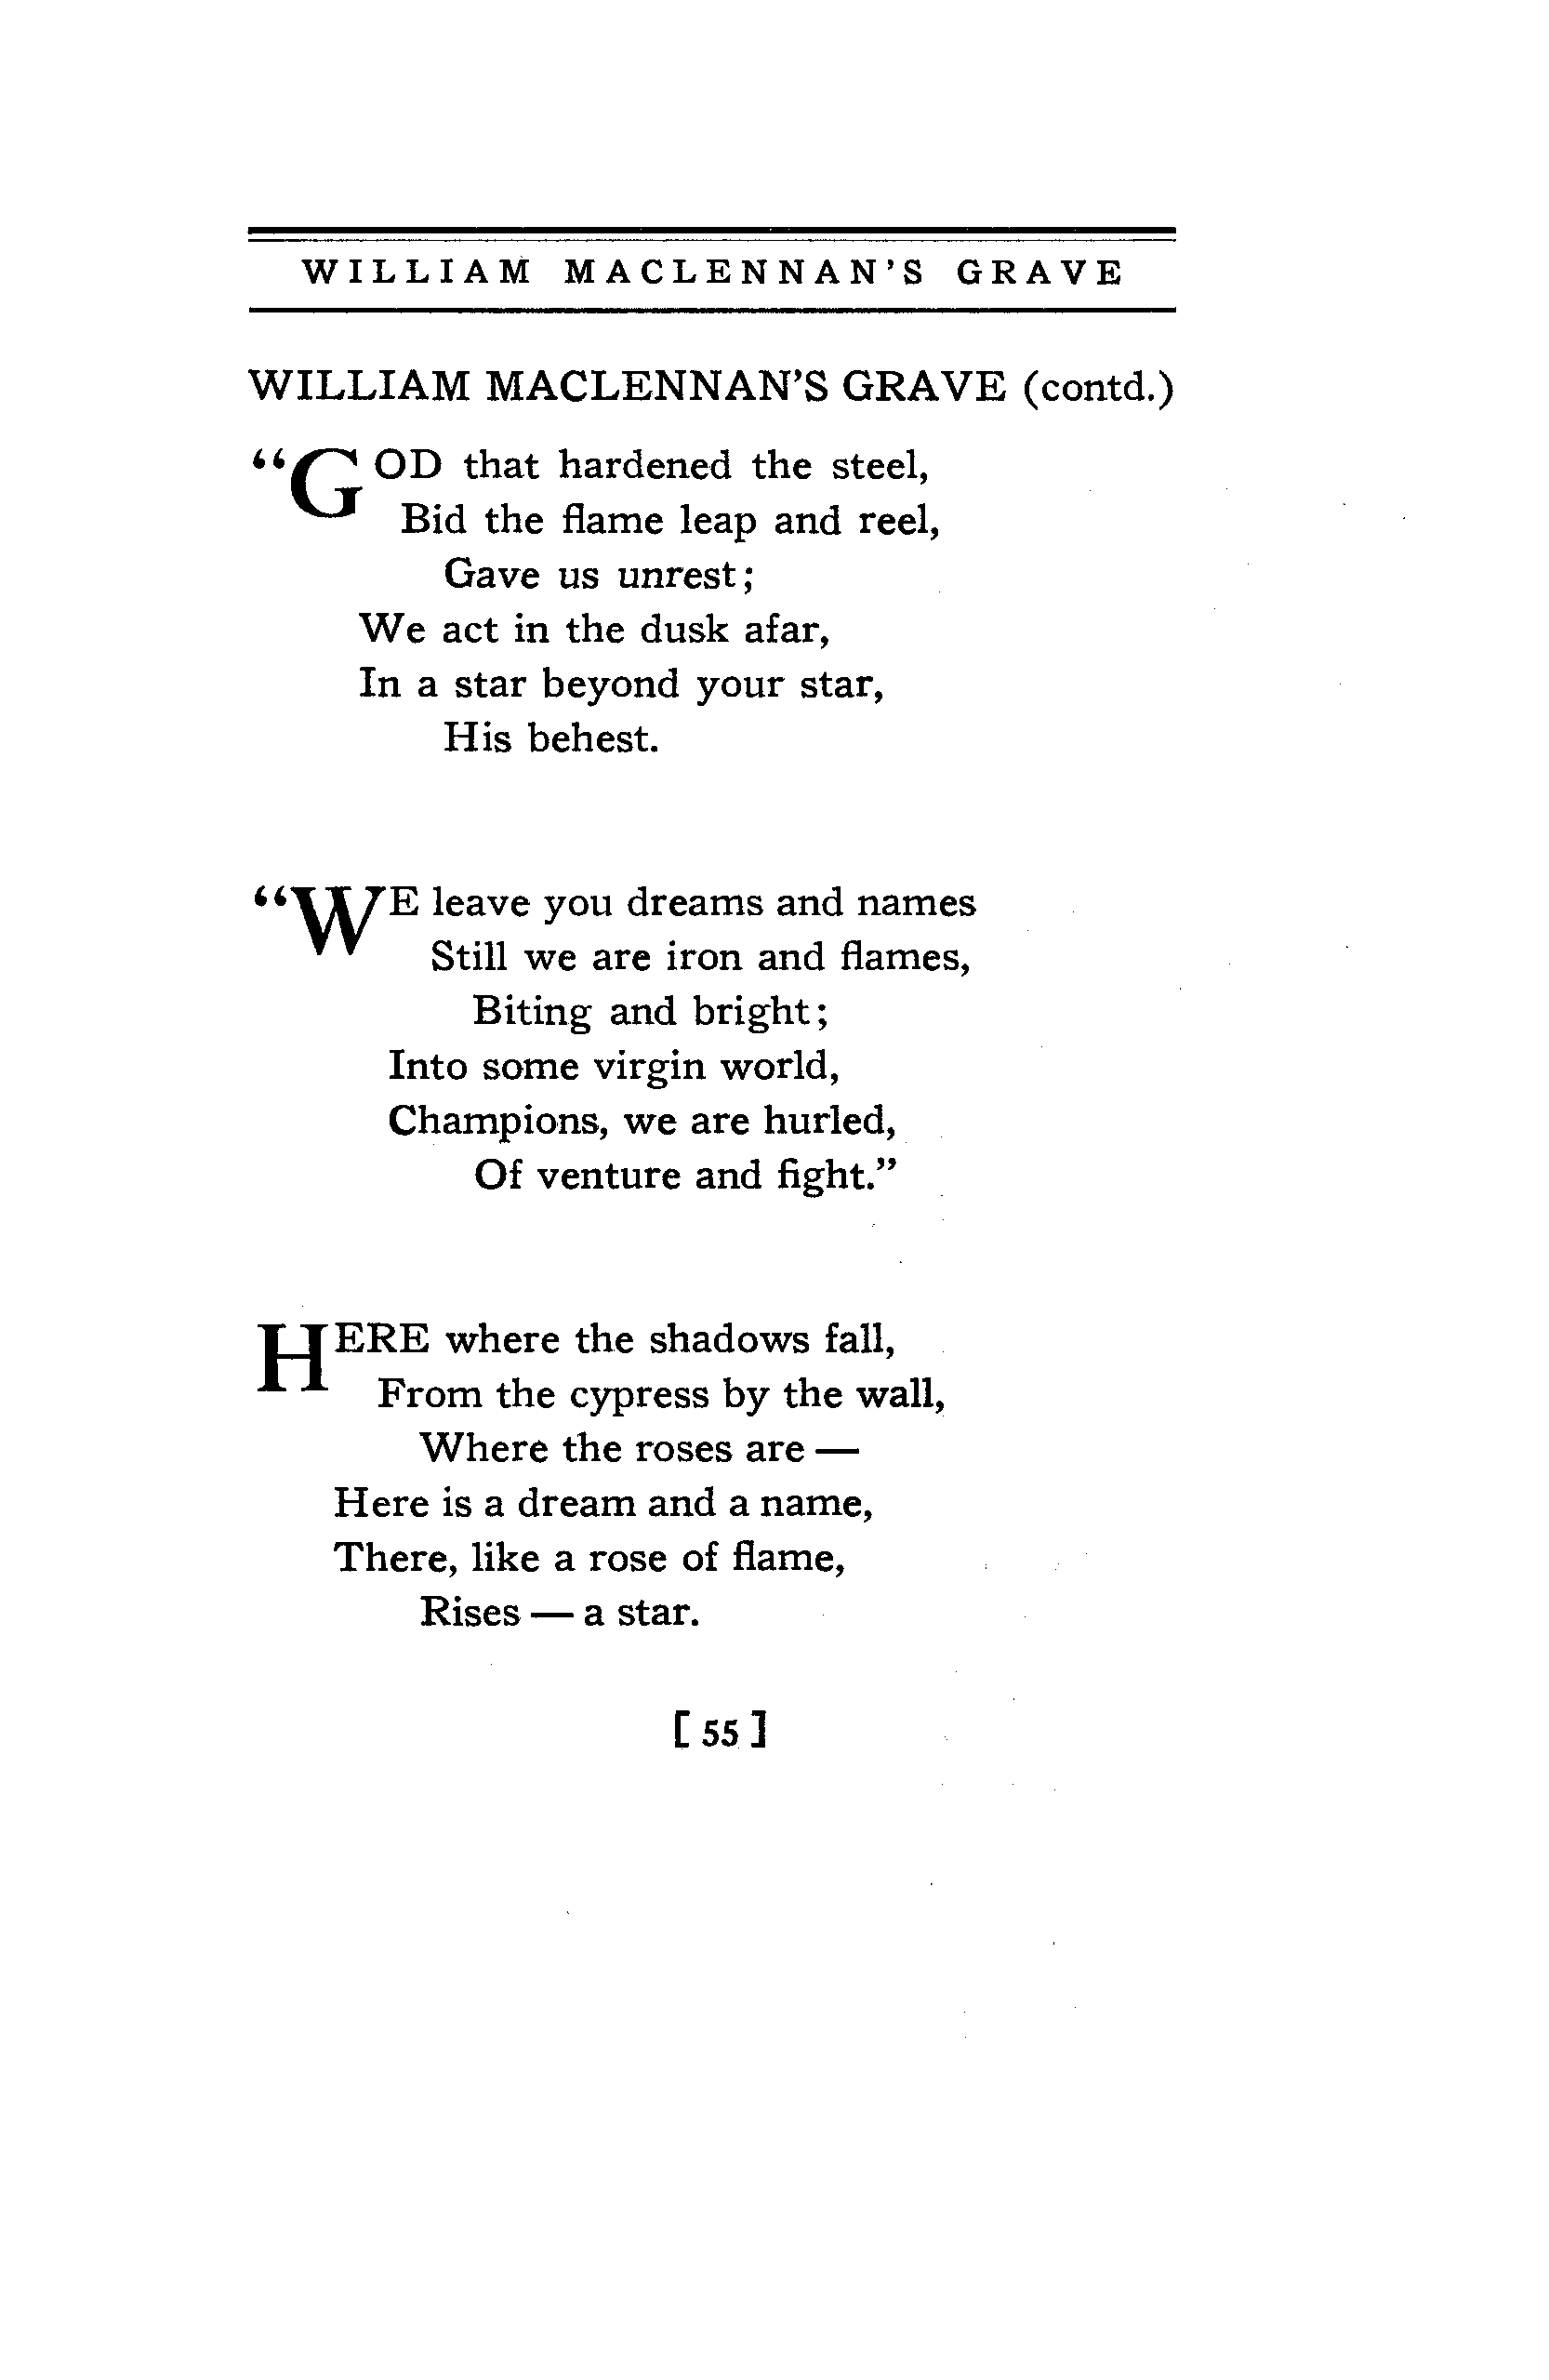 WILLIAM MACLENNAN'S GRAVE
WILLIAM MACLENNAN'S GRAVE (contd.)
“GOD that hardened the steel,
Bid the flame leap and reel,
Gave us unrest;
We act in the dusk afar,
In a star beyond your star,
His behest.
“WE leave you dreams and names
Still we are iron and flames,
Biting and bright;
Into some virgin world,
Champions, we are hurled,
Of venture and fight.”
HERE where the shadows fall,
From the cypress by the wall,
Where the roses are —
Here is a dream and a name,
There, like a rose of flame,
Rises — a star.
[ 55 ]